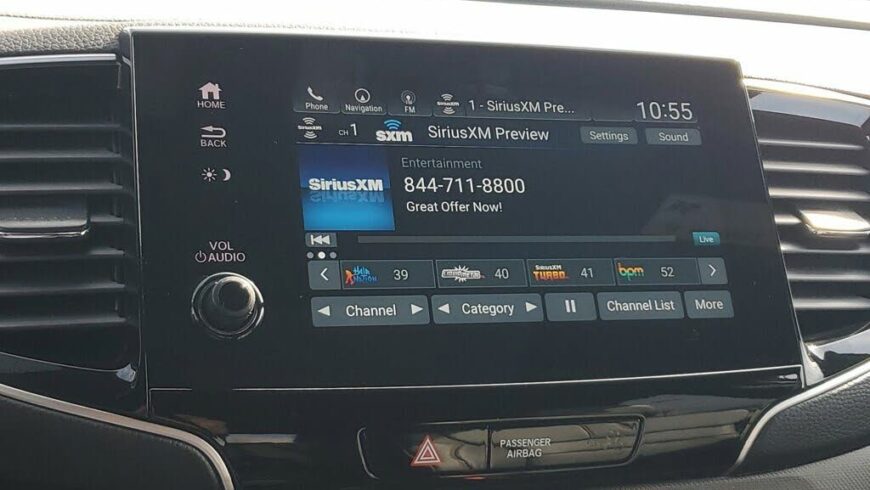 HOME
BACK
VOL
AUDIO
Phone
Navigation
FM
SiriusXM
1 - SiriusXM Pre...
10:55
SiriusXM
CH 1
sxm
SiriusXM Preview
Settings
Sound
SiriusXM
Entertainment
844-711-8800
Great Offer Now!
Live
39
40
SiriusXM TURBO 41
bpm 52
Channel
Category
Channel List
More
PASSENGER
AIRBAG